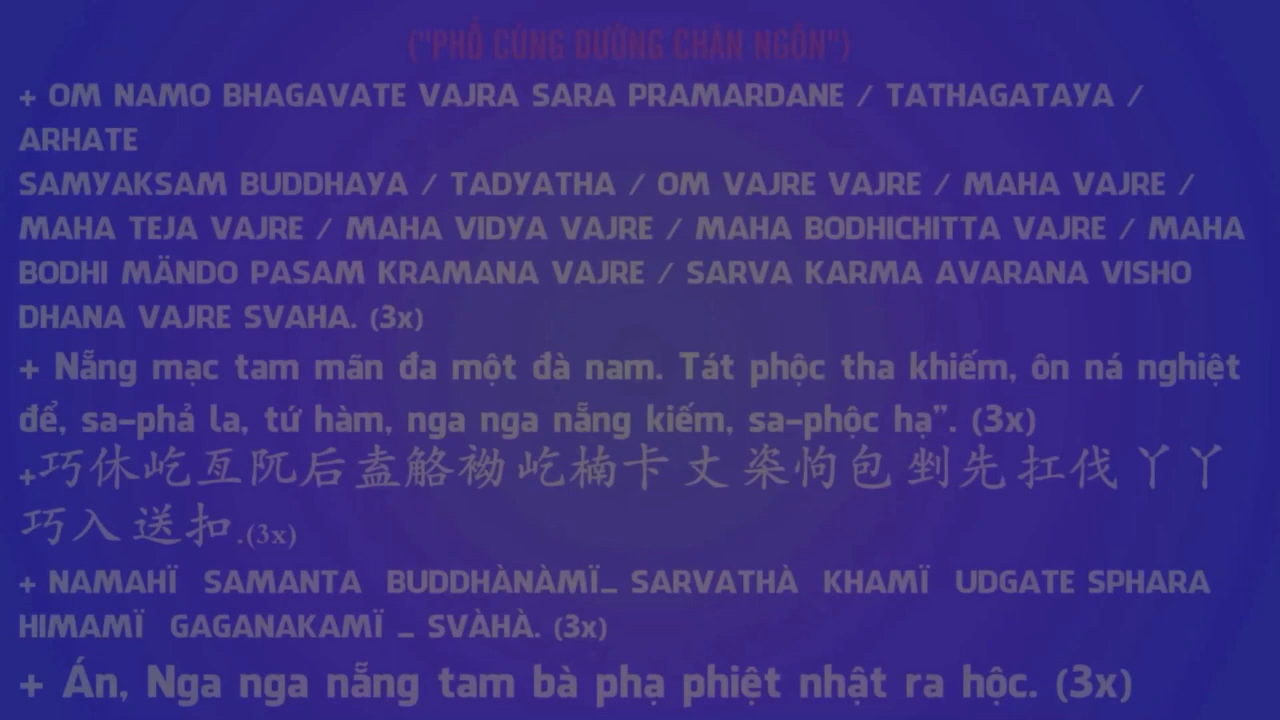 ("PHỔ CÚNG DƯỜNG CHÂN NGÔN")
+ OM NAMO BHAGAVATE VAJRA SARA PRAMARDANE / TATHAGATAYA /
ARHATE
SAMYAKSAM BUDDHAYA / TADYATHA / OM VAJRE VAJRE / MAHA VAJRE /
MAHA TEJA VAJRE / MAHA VIDYA VAJRE / MAHA BODHICHITTA VAJRE / MAHA
BODHI MÄNDO PASAM KRAMANA VAJRE / SARVA KARMA AVARANA VISHO
DHANA VAJRE SVAHA. (3x)
+ Nẵng mạc tam mãn đa một đà nam. Tát phộc tha khiếm, ôn ná nghiệt
để, sa-phả la, tứ hàm, nga nga nẵng kiếm, sa-phộc hạ”. (3x)
+巧休屹亙阮后盍觡袎屹楠卡丈栥怐包剉先扛伐丫丫
巧入送扣.(3x)
+ NAMAHÏ SAMANTA BUDDHÀNÀMÏ_ SARVATHÀ KHAMÏ UDGATE SPHARA
HIMAMÏ GAGANAKAMÏ _ SVÀHÀ. (3x)
+ Án, Nga nga nẵng tam bà phạ phiệt nhật ra hộc. (3x)